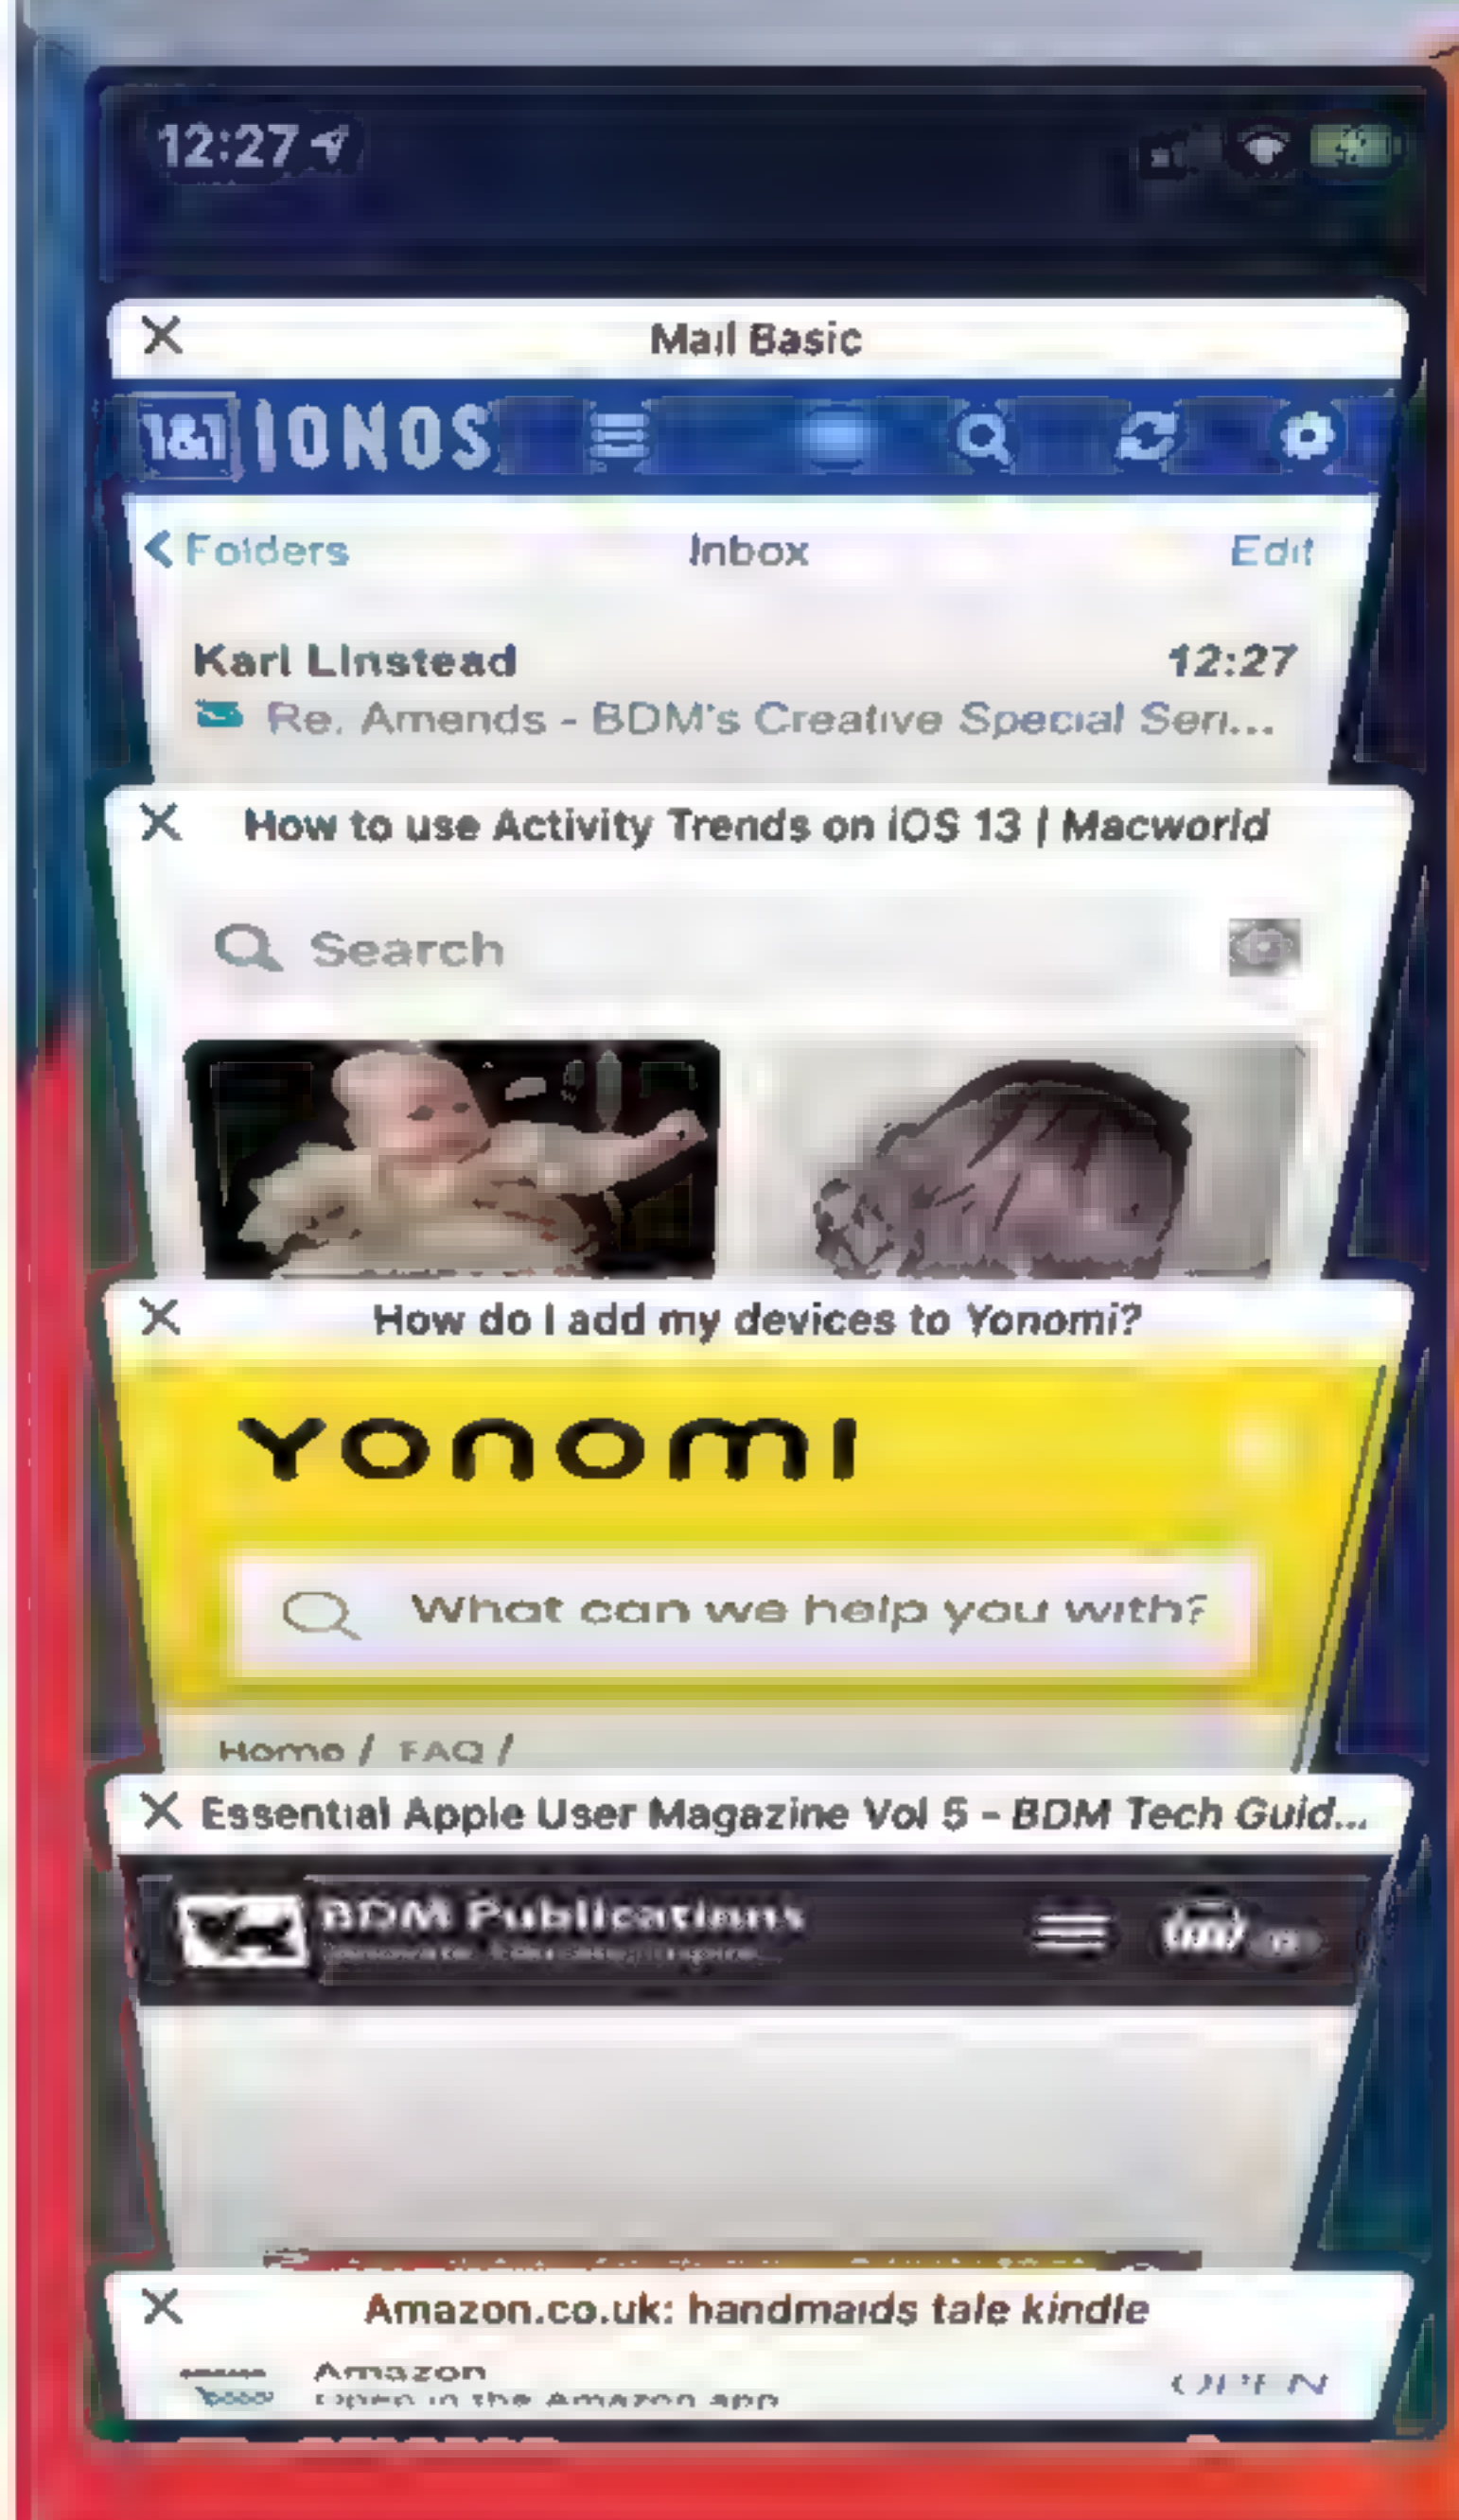 12:27
Mail Basic
1&1 IONOS
Folders Inbox Edit
Karl Linstead 12:27
Re. Amends - BDM's Creative Special Seri...
How to use Activity Trends on iOS 13 | Macworld
Search
How do I add my devices to Yonomi?
YONOMI
What can we help you with?
Home / FAQ /
Essential Apple User Magazine Vol 5 - BDM Tech Guid...
BDM Publications
Amazon.co.uk: handmaids tale kindle
Amazon
Open in the Amazon app OPEN